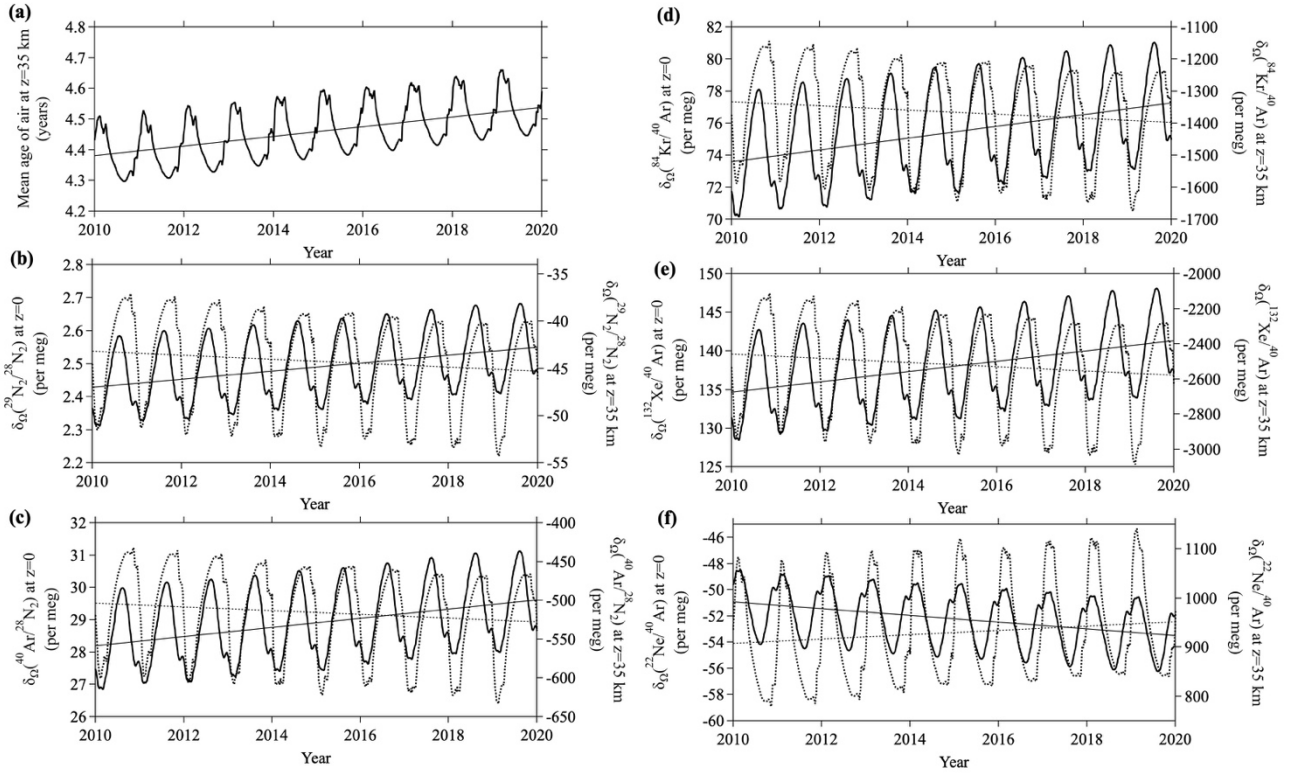 (a)
Mean age of air at z=35 km
(years)
4.8
4.7
4.6
4.5
4.4
4.3
4.2
2010 2012 2014 2016 2018 2020
Year
(b)
δΩ(29N2/28N2) at z=0
(per meg)
2.8
2.7
2.6
2.5
2.4
2.3
2.2
-35
-40
-45
-50
-55
δΩ(29N2/28N2) at z=35 km
(per meg)
2010 2012 2014 2016 2018 2020
Year
(c)
δΩ(40Ar/28N2) at z=0
(per meg)
32
31
30
29
28
27
26
-400
-450
-500
-550
-600
-650
δΩ(40Ar/28N2) at z=35 km
(per meg)
2010 2012 2014 2016 2018 2020
Year
(d)
δΩ(84Kr/40Ar) at z=0
(per meg)
82
80
78
76
74
72
70
-1100
-1200
-1300
-1400
-1500
-1600
-1700
δΩ(84Kr/40Ar) at z=35 km
(per meg)
2010 2012 2014 2016 2018 2020
Year
(e)
δΩ(132Xe/40Ar) at z=0
(per meg)
150
145
140
135
130
125
-2000
-2200
-2400
-2600
-2800
-3000
δΩ(132Xe/40Ar) at z=35 km
(per meg)
2010 2012 2014 2016 2018 2020
Year
(f)
δΩ(22Ne/40Ar) at z=0
(per meg)
-46
-48
-50
-52
-54
-56
-58
-60
1100
1000
900
800
δΩ(22Ne/40Ar) at z=35 km
(per meg)
2010 2012 2014 2016 2018 2020
Year